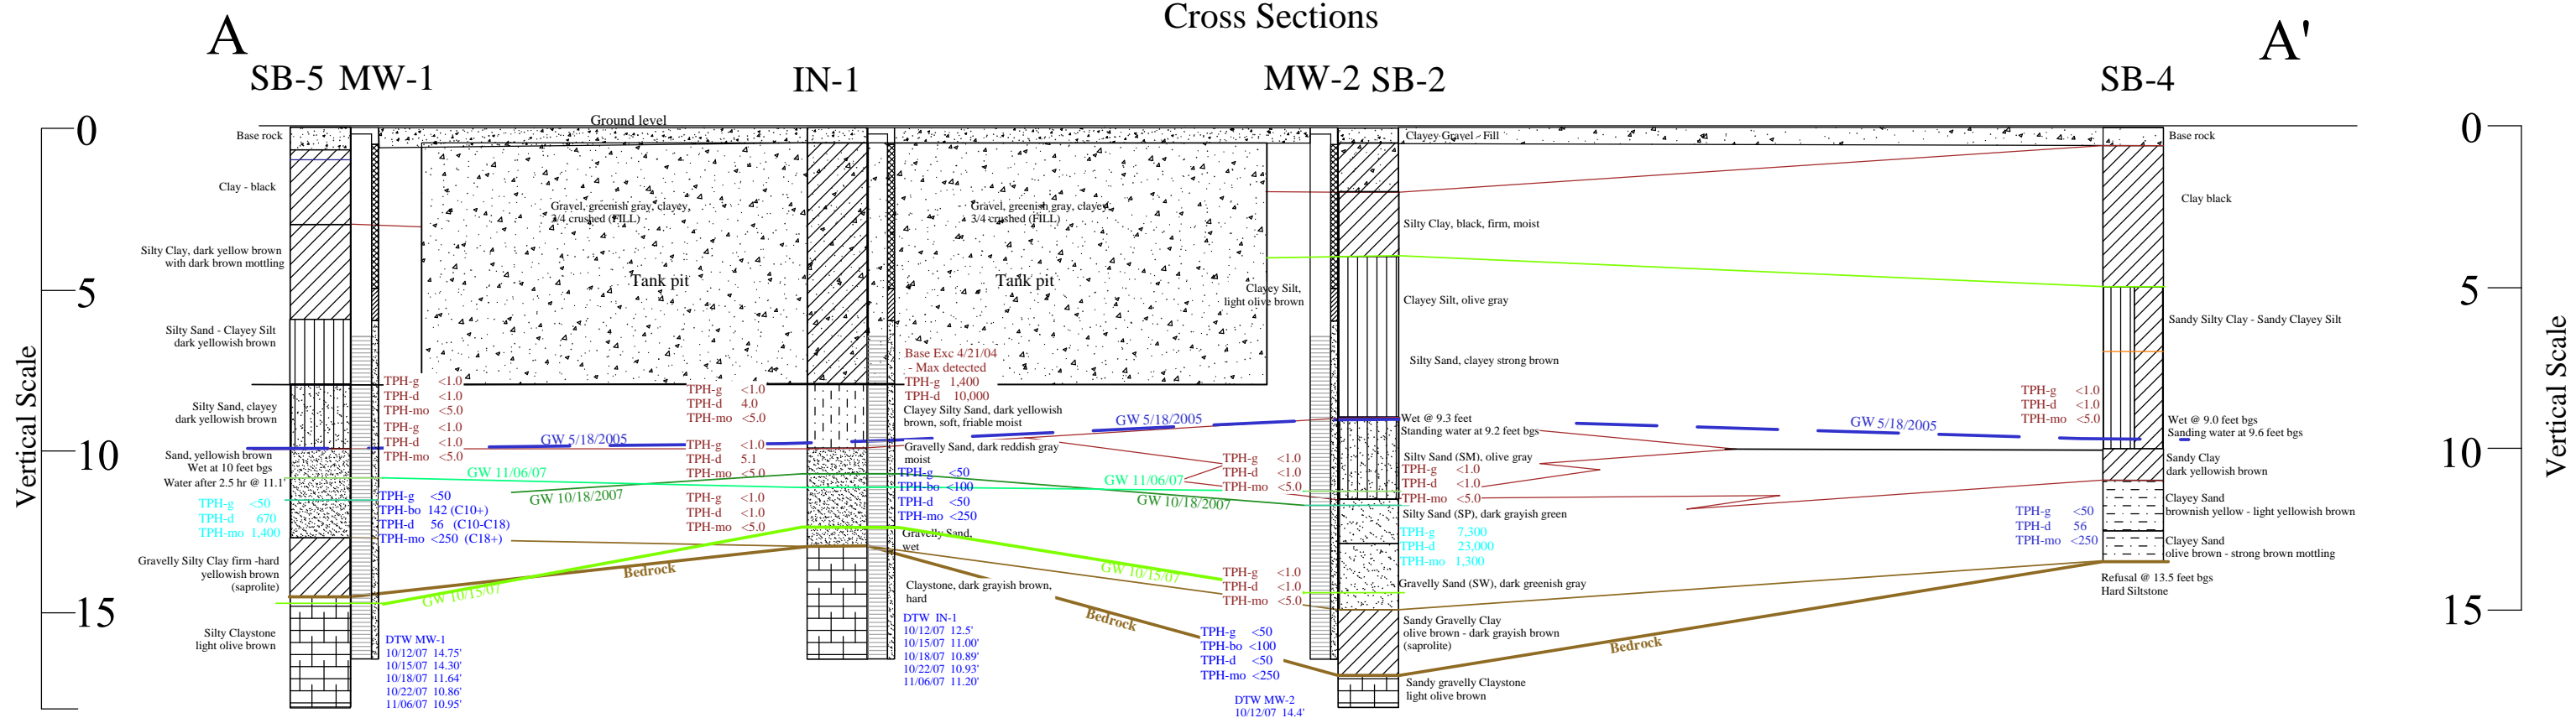 Cross Sections
A
A'
SB-5 MW-1
IN-1
MW-2 SB-2
SB-4
Ground level
0
5
10
15
Vertical Scale
0
5
10
15
Vertical Scale
Base rock
Clay - black
Silty Clay, dark yellow brown
with dark brown mottling
Silty Sand - Clayey Silt
dark yellowish brown
Silty Sand, clayey
dark yellowish brown
Sand, yellowish brown
Wet at 10 feet bgs
Water after 2.5 hr @ 11.1'
TPH-g <50
TPH-d 670
TPH-mo 1,400
Gravelly Silty Clay firm -hard
yellowish brown
(saprolite)
Silty Claystone
light olive brown
TPH-g <1.0
TPH-d <1.0
TPH-mo <5.0
TPH-g <1.0
TPH-d <1.0
TPH-mo <5.0
TPH-g <50
TPH-bo 142 (C10+)
TPH-d 56 (C10-C18)
TPH-mo <250 (C18+)
DTW MW-1
10/12/07 14.75'
10/15/07 14.30'
10/18/07 11.64'
10/22/07 10.86'
11/06/07 10.95'
Gravel, greenish gray, clayey,
3/4 crushed (FILL)
Tank pit
GW 5/18/2005
GW 11/06/07
GW 10/18/2007
GW 10/15/07
Bedrock
TPH-g <1.0
TPH-d 4.0
TPH-mo <5.0
TPH-g <1.0
TPH-d 5.1
TPH-mo <5.0
TPH-g <1.0
TPH-d <1.0
TPH-mo <5.0
Gravel, greenish gray, clayey,
3/4 crushed (FILL)
Tank pit
Base Exc 4/21/04
- Max detected
TPH-g 1,400
TPH-d 10,000
Clayey Silty Sand, dark yellowish
brown, soft, friable moist
Gravelly Sand, dark reddish gray
moist
TPH-g <50
TPH-bo <100
TPH-d <50
TPH-mo <250
Gravelly Sand,
wet
Claystone, dark grayish brown,
hard
DTW IN-1
10/12/07 12.5'
10/15/07 11.00'
10/18/07 10.89'
10/22/07 10.93'
11/06/07 11.20'
GW 5/18/2005
GW 11/06/07
GW 10/18/2007
GW 10/15/07
Bedrock
Clayey Silt,
light olive brown
TPH-g <1.0
TPH-d <1.0
TPH-mo <5.0
TPH-g <1.0
TPH-d <1.0
TPH-mo <5.0
TPH-g <50
TPH-bo <100
TPH-d <50
TPH-mo <250
DTW MW-2
10/12/07 14.4'
Clayey Gravel - Fill
Silty Clay, black, firm, moist
Clayey Silt, olive gray
Silty Sand, clayey strong brown
Wet @ 9.3 feet
Standing water at 9.2 feet bgs
Silty Sand (SM), olive gray
TPH-g <1.0
TPH-d <1.0
TPH-mo <5.0
Silty Sand (SP), dark grayish green
TPH-g 7,300
TPH-d 23,000
TPH-mo 1,300
Gravelly Sand (SW), dark greenish gray
Sandy Gravelly Clay
olive brown - dark grayish brown
(saprolite)
Sandy gravelly Claystone
light olive brown
GW 5/18/2005
Bedrock
TPH-g <1.0
TPH-d <1.0
TPH-mo <5.0
TPH-g <50
TPH-d 56
TPH-mo <250
Base rock
Clay black
Sandy Silty Clay - Sandy Clayey Silt
Wet @ 9.0 feet bgs
Sanding water at 9.6 feet bgs
Sandy Clay
dark yellowish brown
Clayey Sand
brownish yellow - light yellowish brown
Clayey Sand
olive brown - strong brown mottling
Refusal @ 13.5 feet bgs
Hard Siltstone